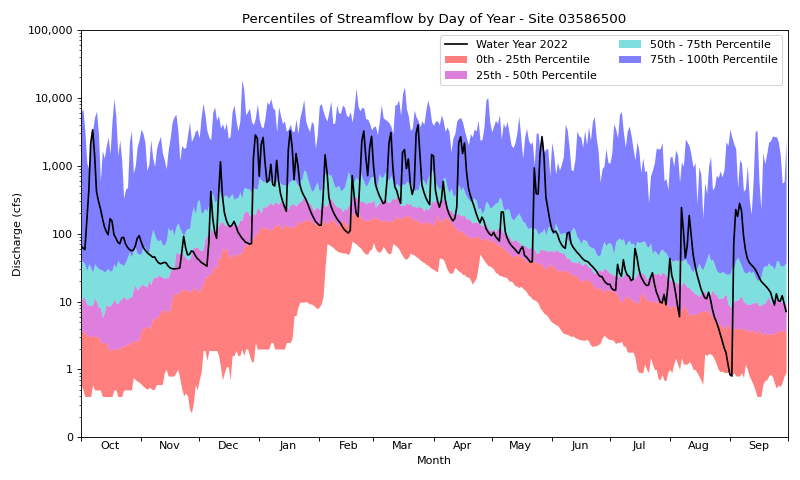 Percentiles of Streamflow by Day of Year - Site 03586500
Water Year 2022
0th - 25th Percentile
25th - 50th Percentile
50th - 75th Percentile
75th - 100th Percentile
100,000
10,000
1,000
100
10
1
0
Discharge (cfs)
Oct Nov Dec Jan Feb Mar Apr May Jun Jul Aug Sep
Month